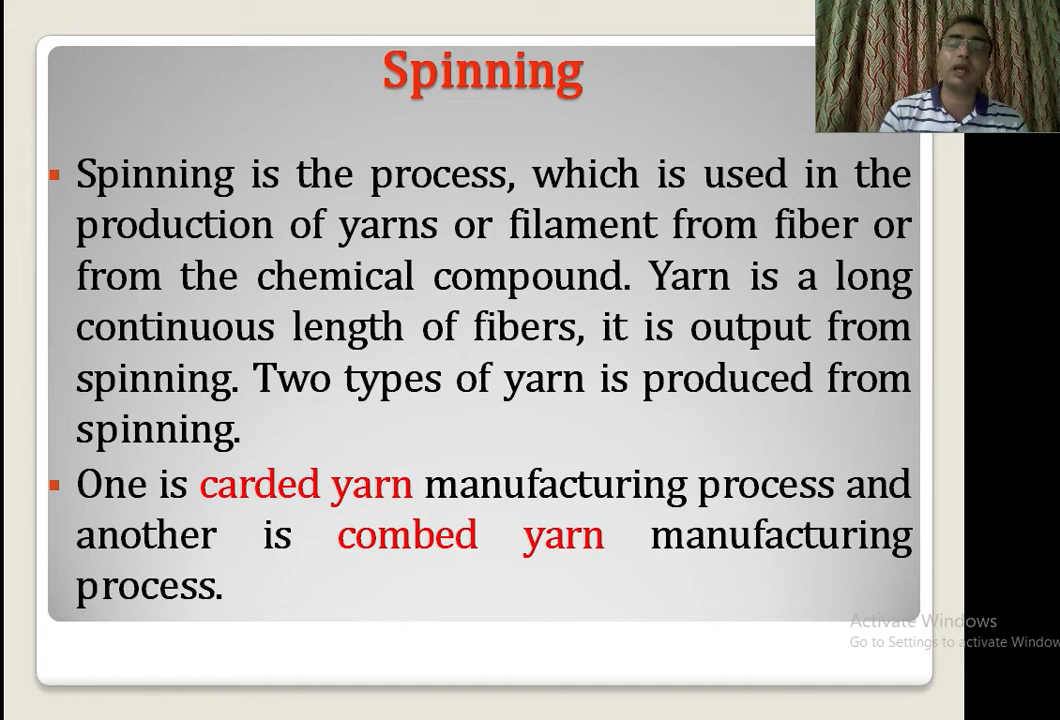 Spinning
Spinning is the process, which is used in the
production of yarns or filament from fiber or
from the chemical compound. Yarn is a long
continuous length of fibers, it is output from
spinning. Two types of yarn is produced from
spinning.
One is carded yarn manufacturing process and
another is combed yarn manufacturing
process.
Activate Windows
Go to Settings to activate Window